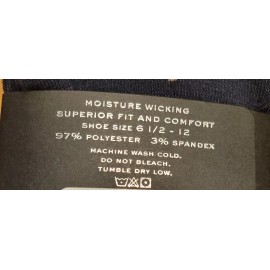 MOISTURE WICKING
SUPERIOR FIT AND COMFORT
SHOE SIZE 6 1/2 - 12
97% POLYESTER 3% SPANDEX
MACHINE WASH COLD.
DO NOT BLEACH.
TUMBLE DRY LOW.